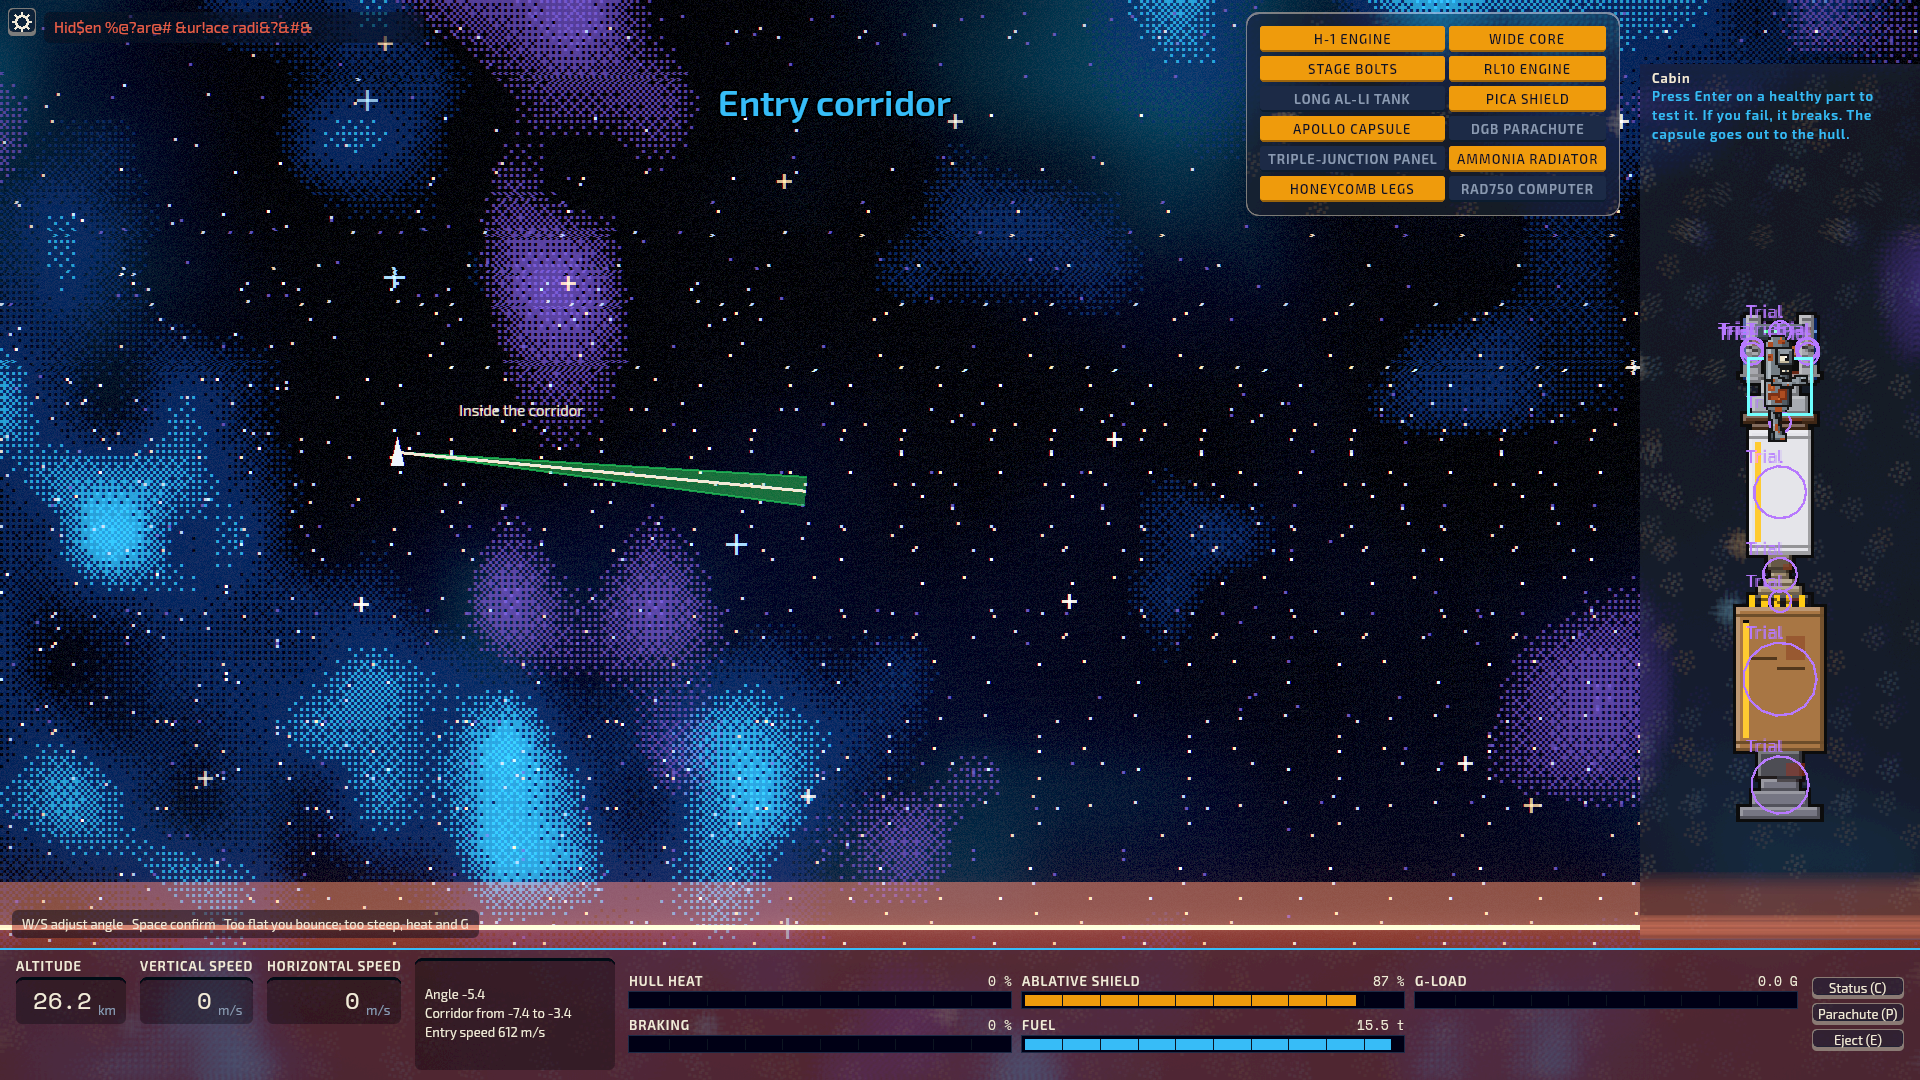 Hid$en %@?ar@# &ur!ace radi&?&#&
Entry corridor
H-1 ENGINE
WIDE CORE
STAGE BOLTS
RL10 ENGINE
LONG AL-LI TANK
PICA SHIELD
APOLLO CAPSULE
DGB PARACHUTE
TRIPLE-JUNCTION PANEL
AMMONIA RADIATOR
HONEYCOMB LEGS
RAD750 COMPUTER
Cabin
Press Enter on a healthy part to
test it. If you fail, it breaks. The
capsule goes out to the hull.
Trial
Trial
Trial
Trial
Trial
Trial
Inside the corridor
W/S adjust angle Space confirm Too flat you bounce; too steep, heat and G
ALTITUDE
26.2 km
VERTICAL SPEED
0 m/s
HORIZONTAL SPEED
0 m/s
Angle -5.4
Corridor from -7.4 to -3.4
Entry speed 612 m/s
HULL HEAT 0 %
ABLATIVE SHIELD 87 %
G-LOAD 0.0 G
BRAKING 0 %
FUEL 15.5 t
Status (C)
Parachute (P)
Eject (E)